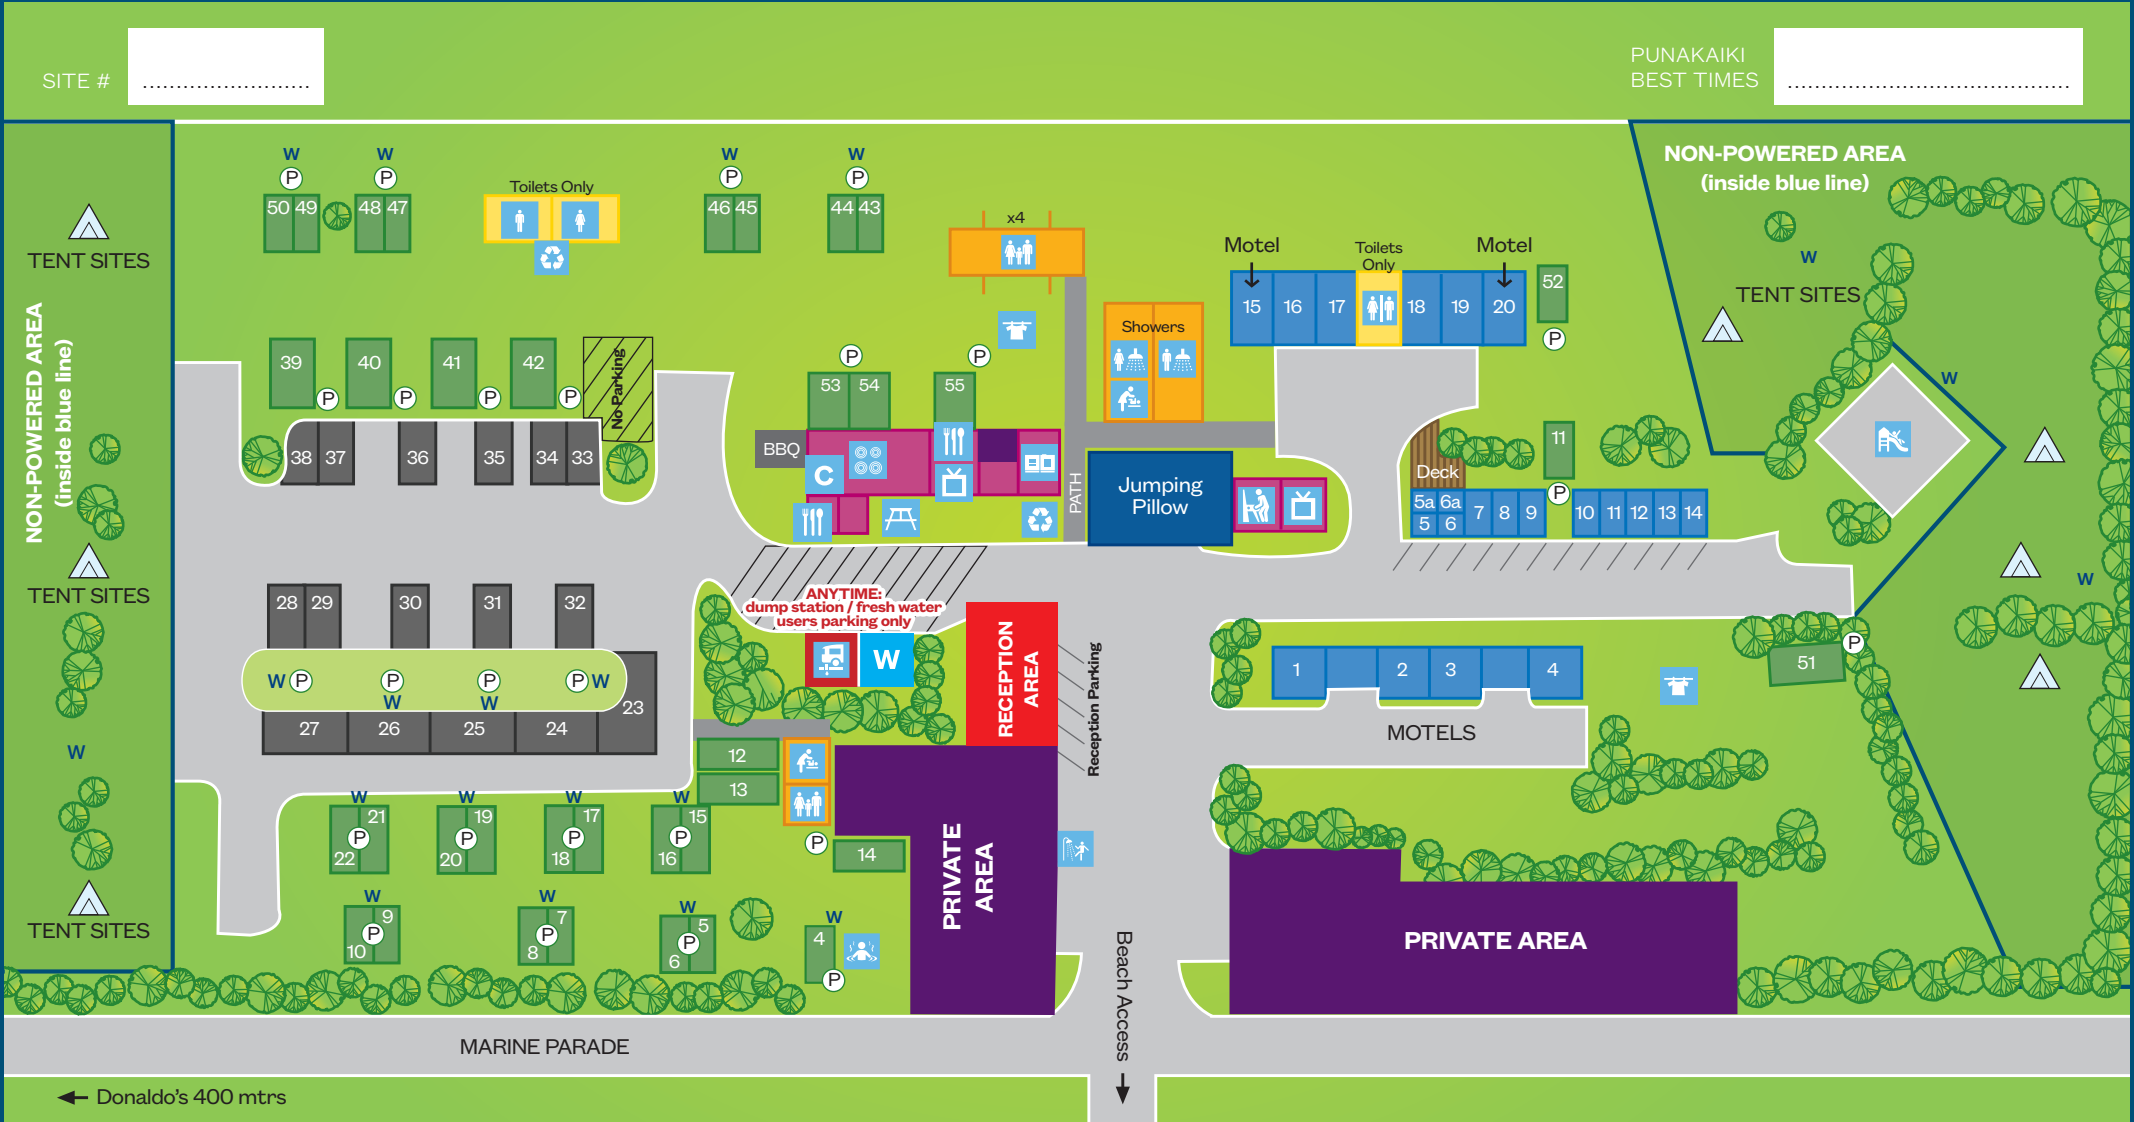 SITE #
PUNAKAIKI
BEST TIMES
NON-POWERED AREA
(inside blue line)
W
W
W
W
P
P
P
P
50 49
48 47
46 45
44 43
Toilets Only
TENT SITES
x4
Motel
Toilets
Only
Motel
15
16
17
18
19
20
52
P
W
TENT SITES
NON-POWERED AREA
(inside blue line)
39
P
40
P
41
P
42
P
No Parking
38 37
36
35
34 33
P
P
53 54
55
Showers
BBQ
C
PATH
Jumping
Pillow
Deck
5a 6a
5 6
7 8 9
11
P
10 11 12 13 14
W
W
TENT SITES
28 29
30
31
32
W P
P
W
P
W
P W
27
26
25
24
23
ANYTIME:
dump station / fresh water
users parking only
W
RECEPTION
AREA
Reception Parking
1
2
3
4
MOTELS
51
P
W
12
13
W
W
W
W
21
P
22
19
P
20
17
P
18
15
P
16
P
14
PRIVATE
AREA
W
W
W
W
9
P
10
7
P
8
5
P
6
4
P
TENT SITES
PRIVATE AREA
Beach Access
MARINE PARADE
Donaldo's 400 mtrs